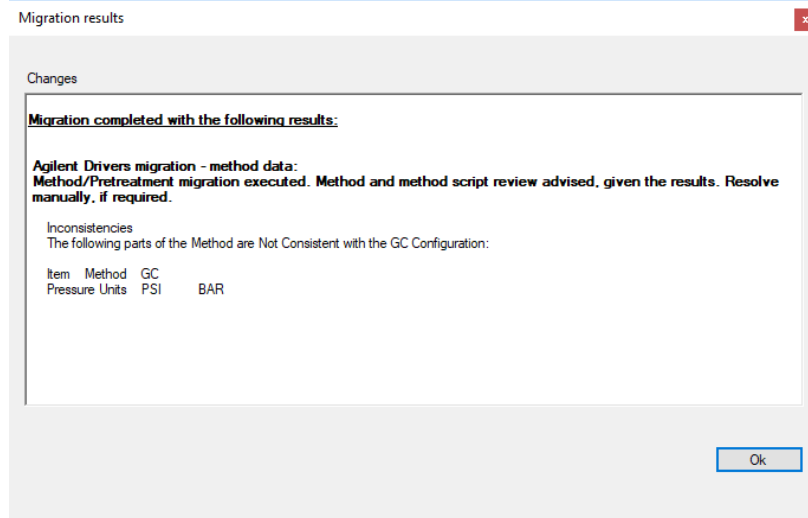 Migration results
x
Changes
Migration completed with the following results:
Agilent Drivers migration - method data:
Method/Pretreatment migration executed. Method and method script review advised, given the results. Resolve
manually, if required.
Inconsistencies
The following parts of the Method are Not Consistent with the GC Configuration:
Item Method GC
Pressure Units PSI BAR
Ok